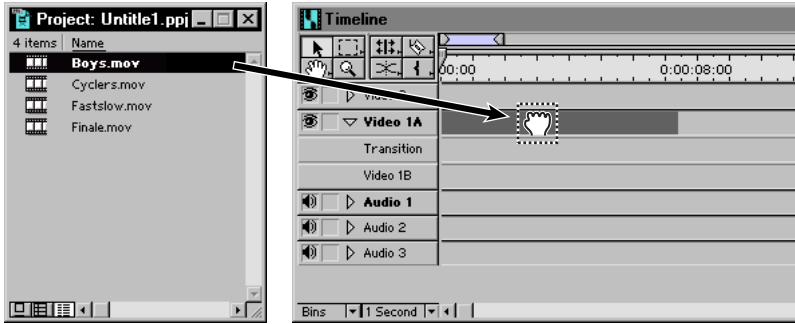 Project: Untitle1.ppj
4 items Name
Boys.mov
Cyclers.mov
Fastslow.mov
Finale.mov
Timeline
00:00 0:00:08:00
Video 1A
Transition
Video 1B
Audio 1
Audio 2
Audio 3
Bins 1 Second